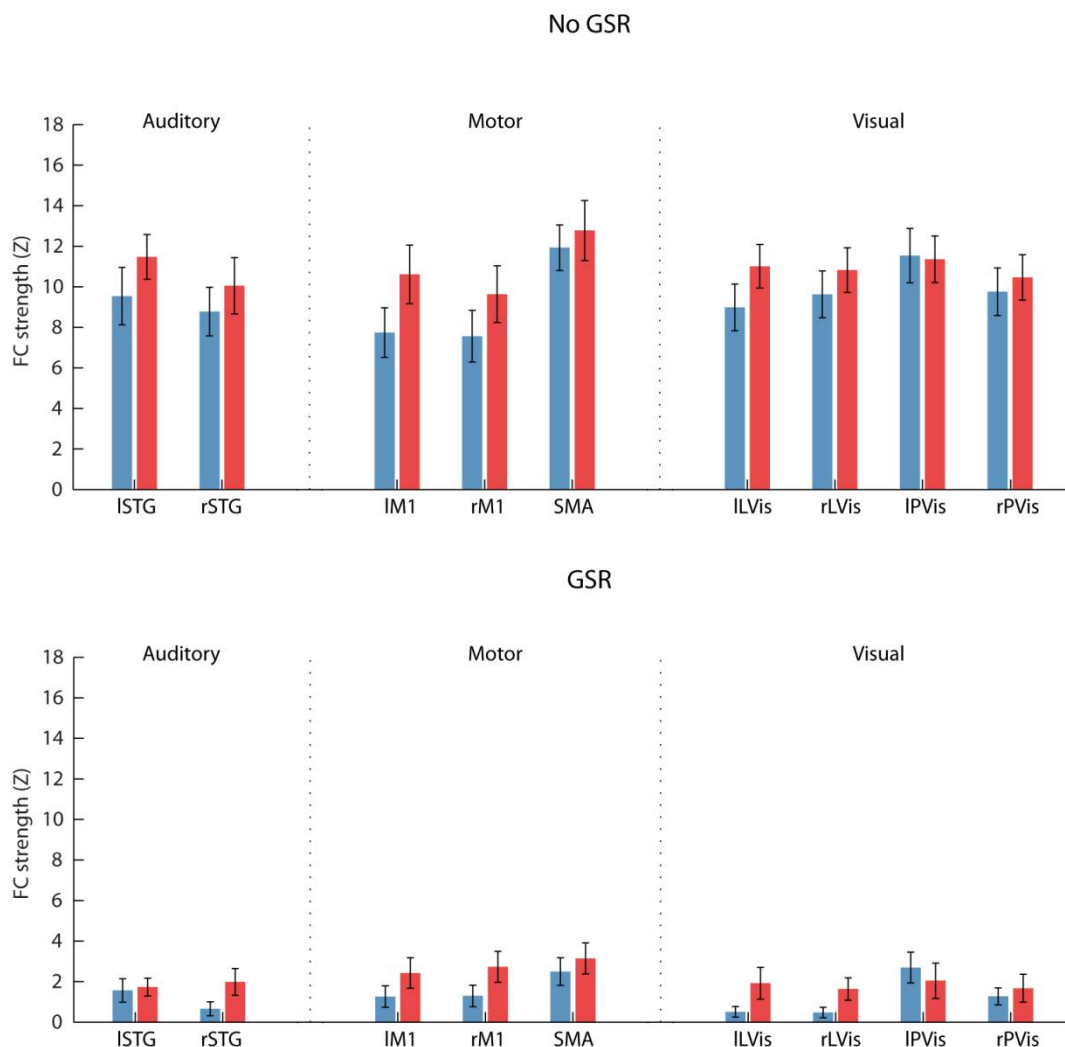 No GSR
Auditory Motor Visual
FC strength (Z)
18
16
14
12
10
8
6
4
2
0
lSTG rSTG lM1 rM1 SMA lLVis rLVis lPVis rPVis
GSR
Auditory Motor Visual
FC strength (Z)
18
16
14
12
10
8
6
4
2
0
lSTG rSTG lM1 rM1 SMA lLVis rLVis lPVis rPVis